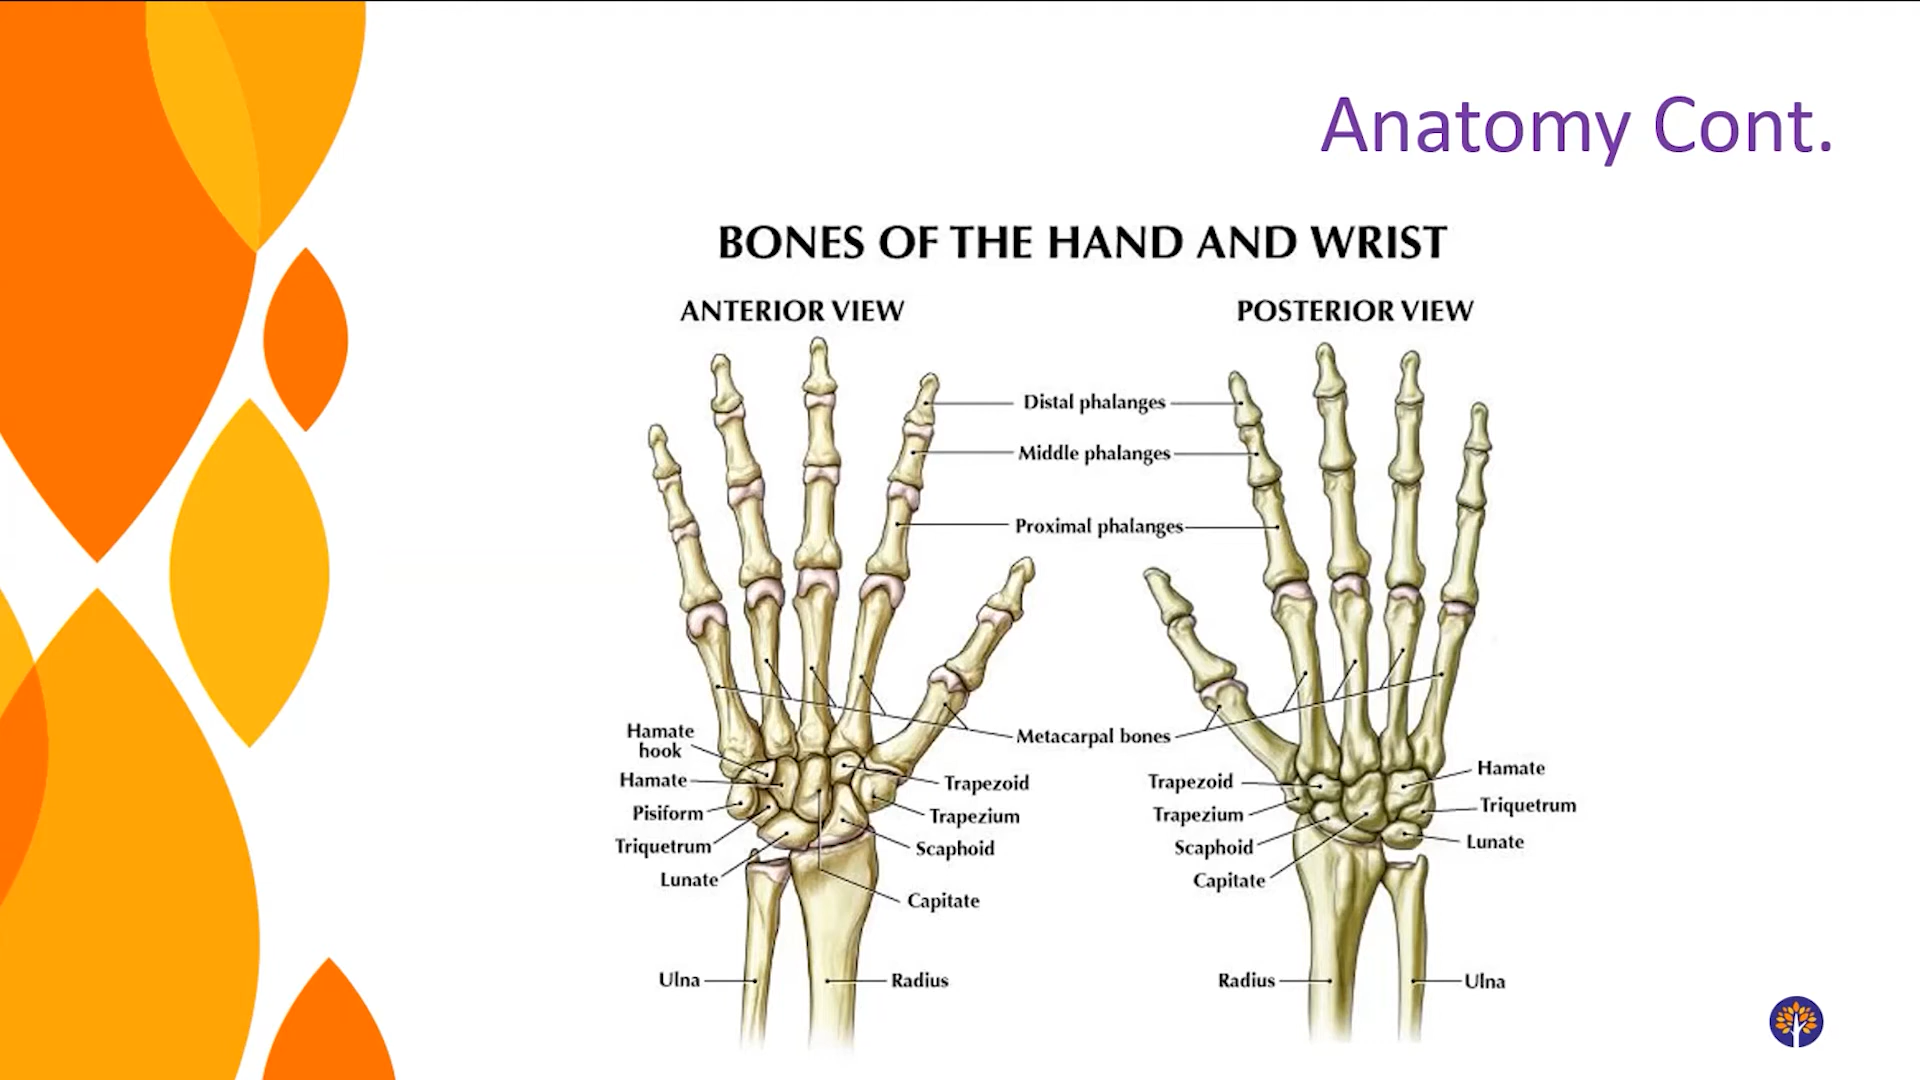 Anatomy Cont.
BONES OF THE HAND AND WRIST
ANTERIOR VIEW
POSTERIOR VIEW
Distal phalanges
Middle phalanges
Proximal phalanges
Metacarpal bones
Hamate
hook
Hamate
Pisiform
Triquetrum
Lunate
Trapezoid
Trapezium
Scaphoid
Capitate
Ulna
Radius
Trapezoid
Trapezium
Scaphoid
Capitate
Hamate
Triquetrum
Lunate
Radius
Ulna